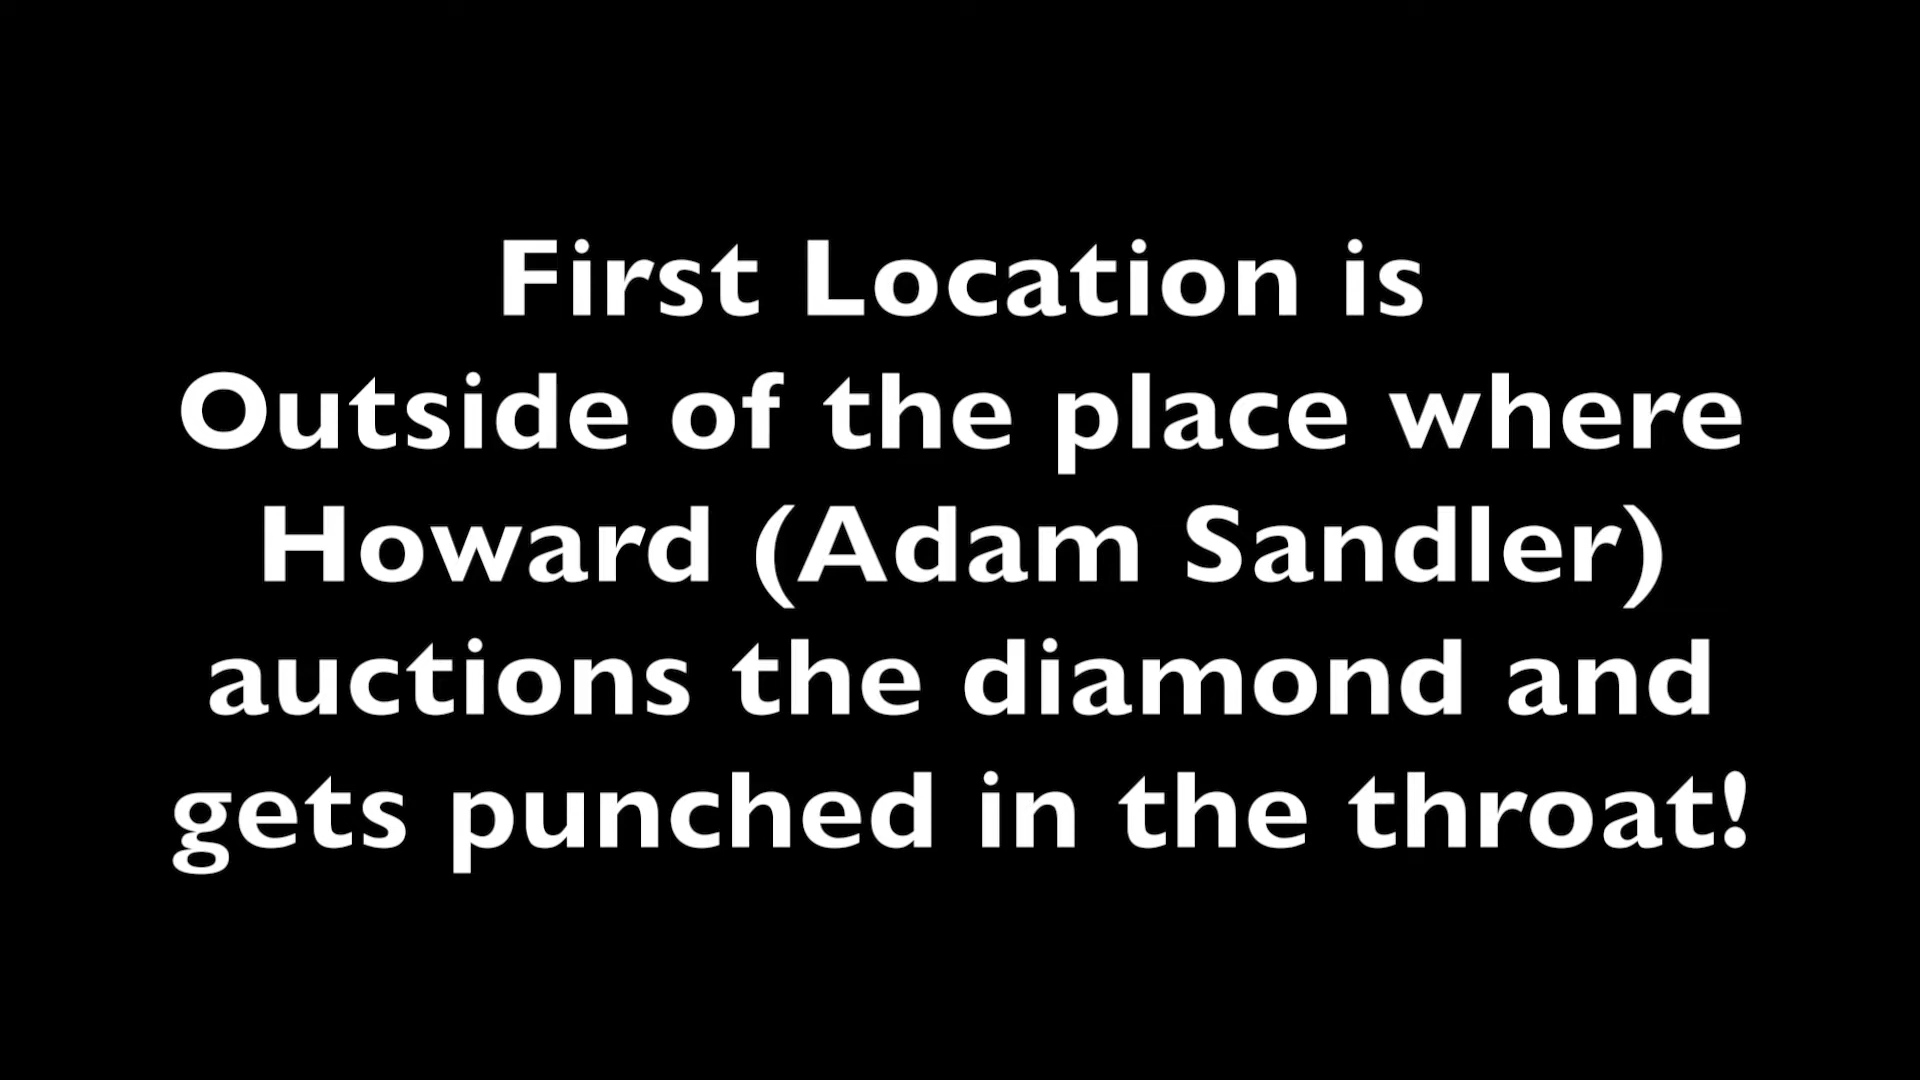 First Location is
Outside of the place where
Howard (Adam Sandler)
auctions the diamond and
gets punched in the throat!